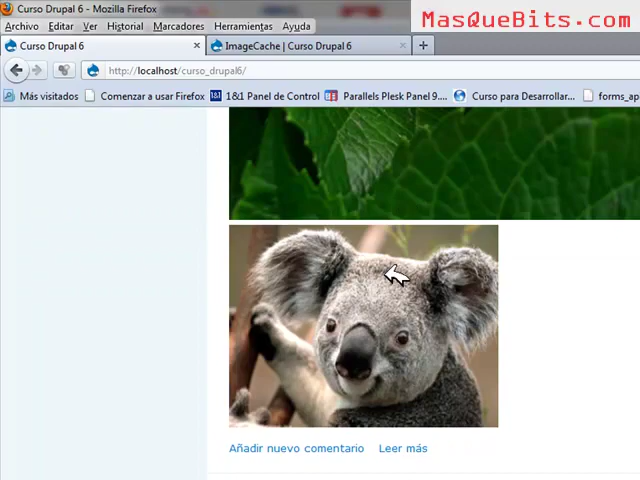 Curso Drupal 6 - Mozilla Firefox
MasQueBits.com
Archivo Editar Ver Historial Marcadores Herramientas Ayuda
Curso Drupal 6 × ImageCache | Curso Drupal 6 × +
http://localhost/curso_drupal6/
Más visitados Comenzar a usar Firefox 1&1 Panel de Control Parallels Plesk Panel 9.... Curso para Desarrollar... forms_ap
Añadir nuevo comentario Leer más